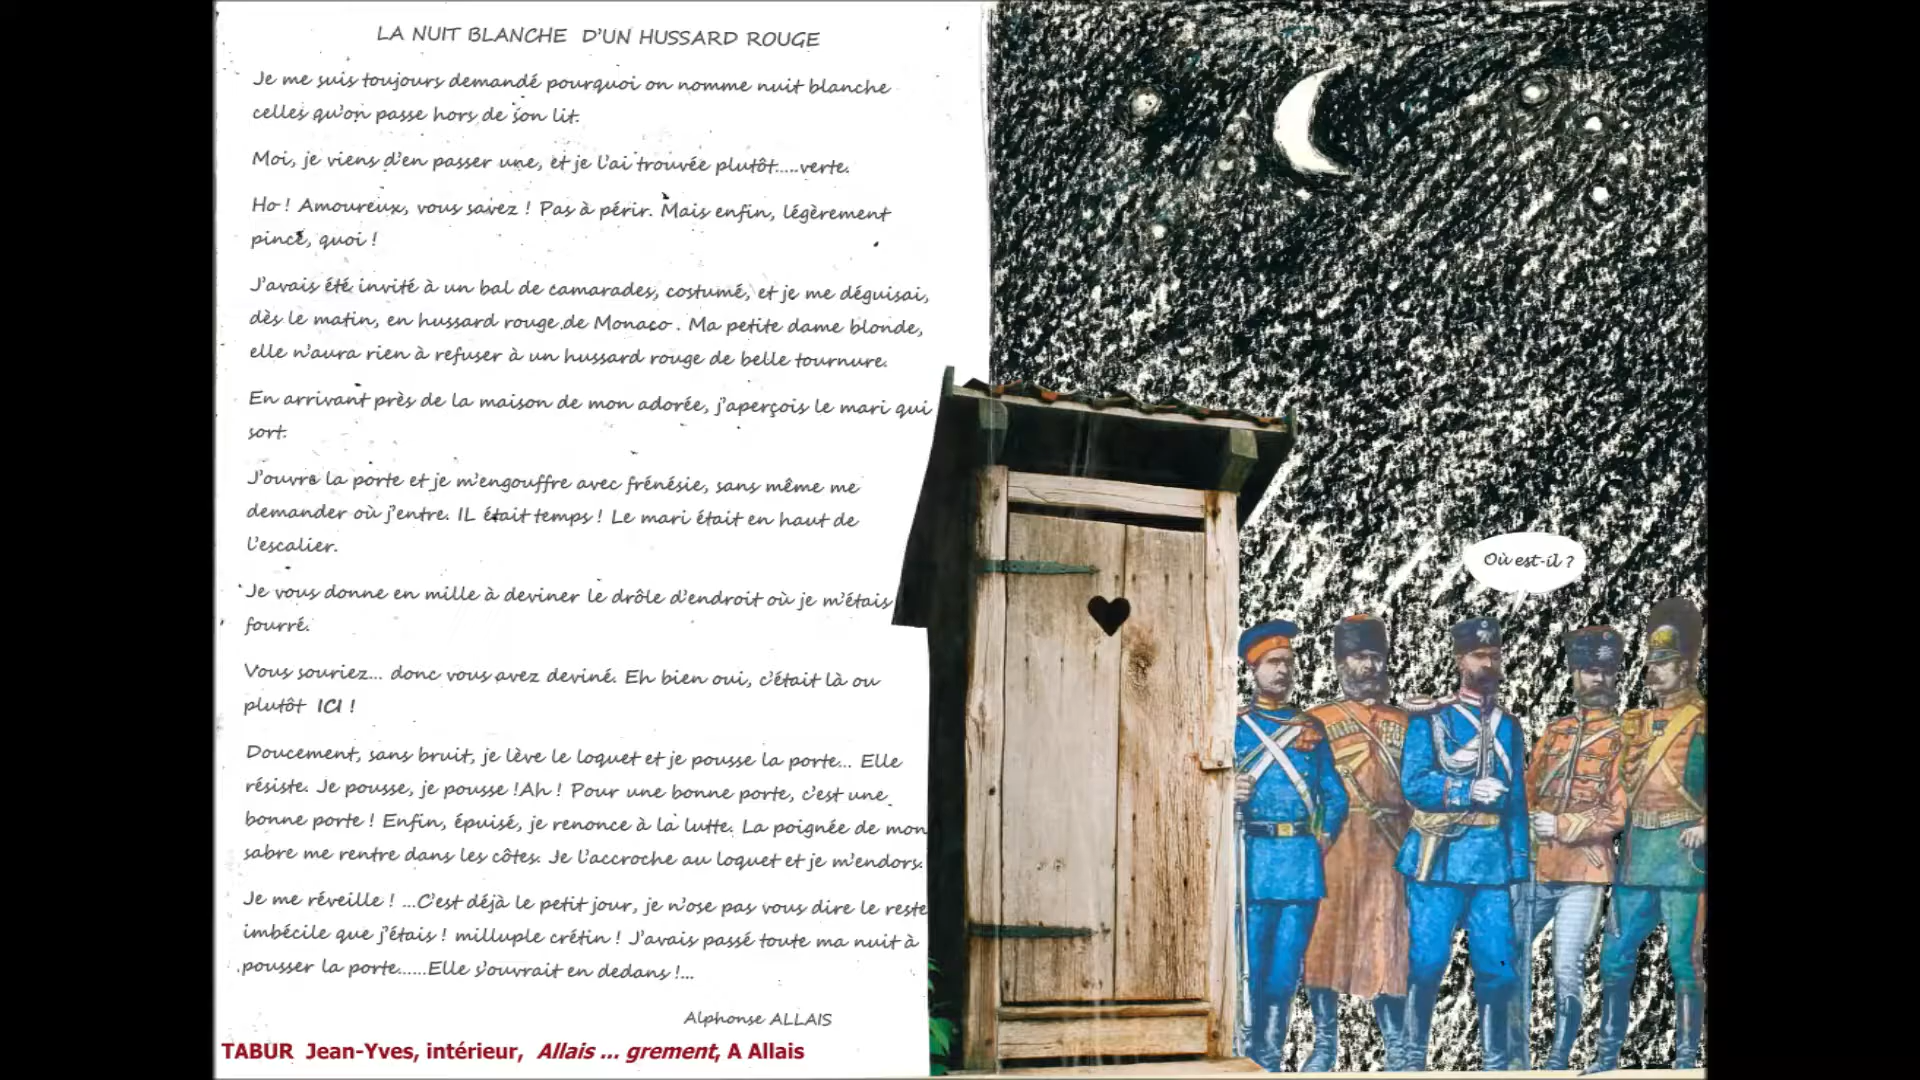 LA NUIT BLANCHE D'UN HUSSARD ROUGE
Je me suis toujours demandé pourquoi on nomme nuit blanche
celles qu'on passe hors de son lit.
Moi, je viens d'en passer une, et je l'ai trouvée plutôt.....verte.
Ho ! Amoureux, vous savez ! Pas à périr. Mais enfin, légèrement
pincé, quoi !
J'avais été invité à un bal de camarades, costumé, et je me déguisai,
dès le matin, en hussard rouge de Monaco . Ma petite dame blonde,
elle n'aura rien à refuser à un hussard rouge de belle tournure.
En arrivant près de la maison de mon adorée, j'aperçois le mari qui
sort.
J'ouvre la porte et je m'engouffre avec frénésie, sans même me
demander où j'entre. IL était temps ! Le mari était en haut de
l'escalier.
Je vous donne en mille à deviner le drôle d'endroit où je m'étais
fourré.
Vous souriez... donc vous avez deviné. Eh bien oui, c'était là ou
plutôt ICI !
Doucement, sans bruit, je lève le loquet et je pousse la porte... Elle
résiste. Je pousse, je pousse !Ah ! Pour une bonne porte, c'est une
bonne porte ! Enfin, épuisé, je renonce à la lutte. La poignée de mon
sabre me rentre dans les côtes. Je l'accroche au loquet et je m'endors.
Je me réveille ! ...C'est déjà le petit jour, je n'ose pas vous dire le reste
imbécile que j'étais ! milluple crétin ! J'avais passé toute ma nuit à
pousser la porte......Elle s'ouvrait en dedans !...
Alphonse ALLAIS
TABUR Jean-Yves, intérieur, Allais ... grement, A Allais
Où est-il ?